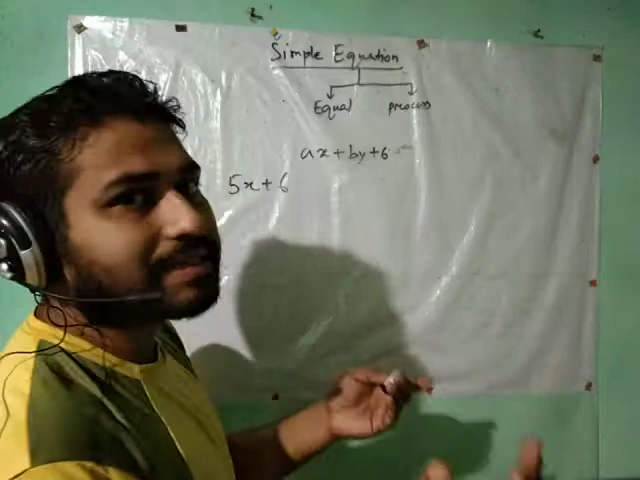 Simple Equation
Equal process
ax+by+6
5x+6